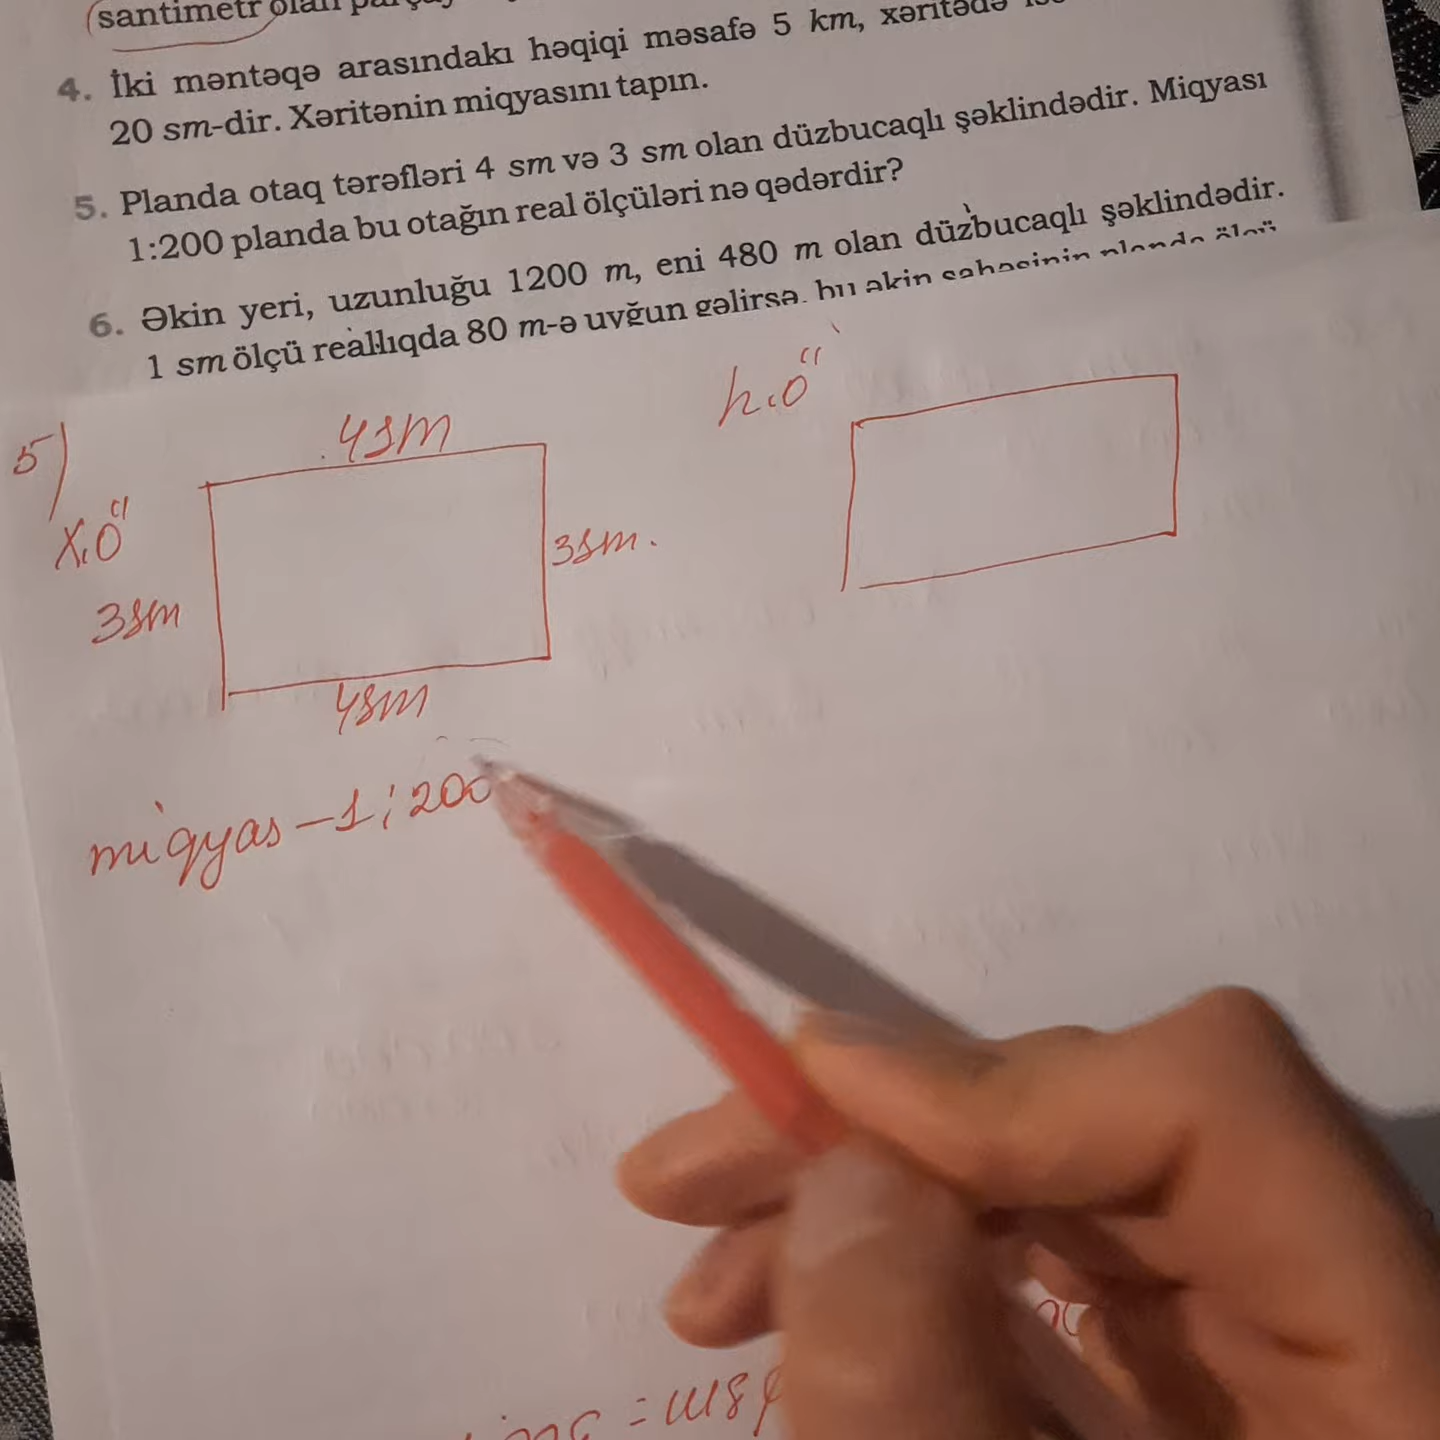 santimetr olan
4. İki məntəqə arasındakı həqiqi məsafə 5 km, xəritədə
20 sm-dir. Xəritənin miqyasını tapın.
5. Planda otaq tərəfləri 4 sm və 3 sm olan düzbucaqlı şəklindədir. Miqyası
1:200 planda bu otağın real ölçüləri nə qədərdir?
6. Əkin yeri, uzunluğu 1200 m, eni 480 m olan düzbucaqlı şəklindədir.
1 sm ölçü reallıqda 80 m-ə uyğun gəlirsə, bu əkin sahəsinin planda
5)
4sm
h.ö
x.ö
3sm.
3sm
4sm
miqyas – 1:200